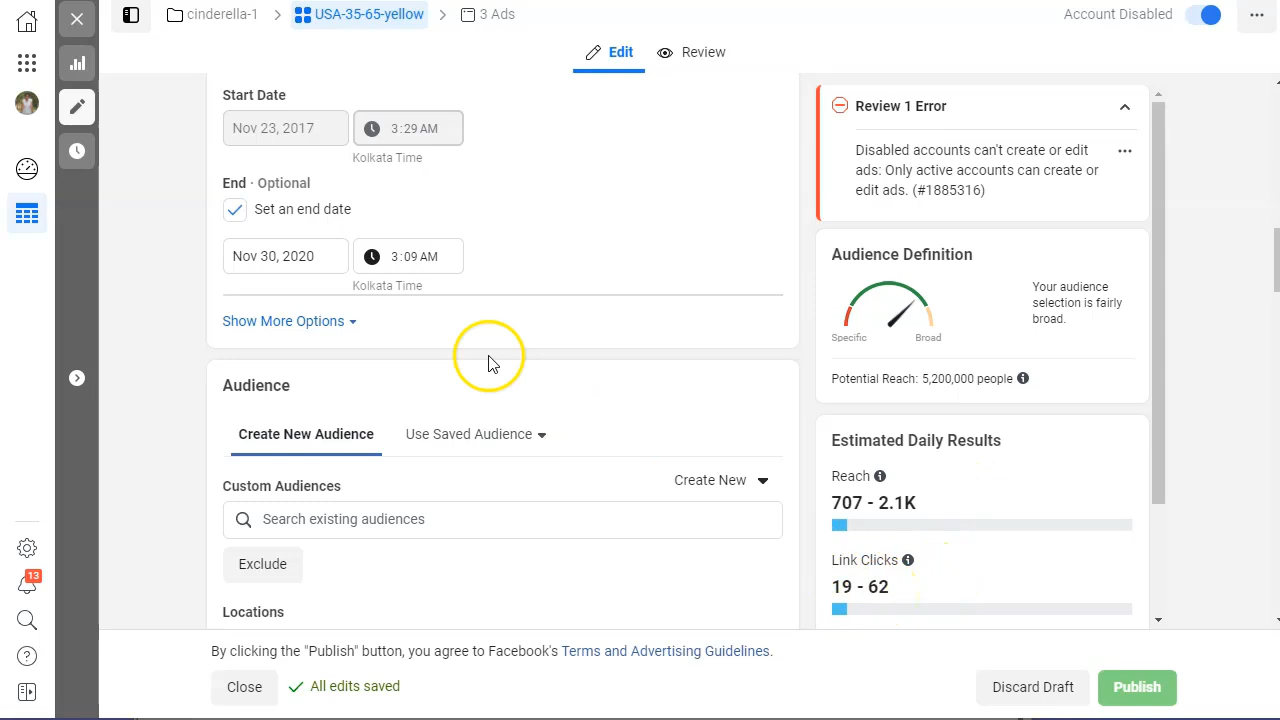 cinderella-1
USA-35-65-yellow
3 Ads
Account Disabled
Edit
Review
Start Date
Nov 23, 2017
3:29 AM
Kolkata Time
End · Optional
Set an end date
Nov 30, 2020
3:09 AM
Kolkata Time
Show More Options
Audience
Create New Audience
Use Saved Audience
Custom Audiences
Create New
Search existing audiences
Exclude
Locations
Review 1 Error
Disabled accounts can't create or edit
ads: Only active accounts can create or
edit ads. (#1885316)
Audience Definition
Your audience
selection is fairly
broad.
Specific
Broad
Potential Reach: 5,200,000 people
Estimated Daily Results
Reach
707 - 2.1K
Link Clicks
19 - 62
13
By clicking the "Publish" button, you agree to Facebook's Terms and Advertising Guidelines.
Close
All edits saved
Discard Draft
Publish